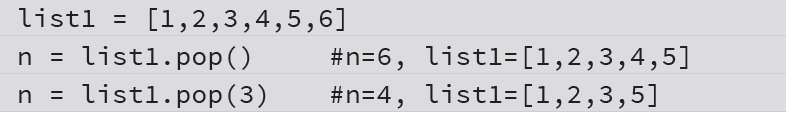 list1 = [1,2,3,4,5,6]
n = list1.pop()    #n=6, list1=[1,2,3,4,5]
n = list1.pop(3)   #n=4, list1=[1,2,3,5]